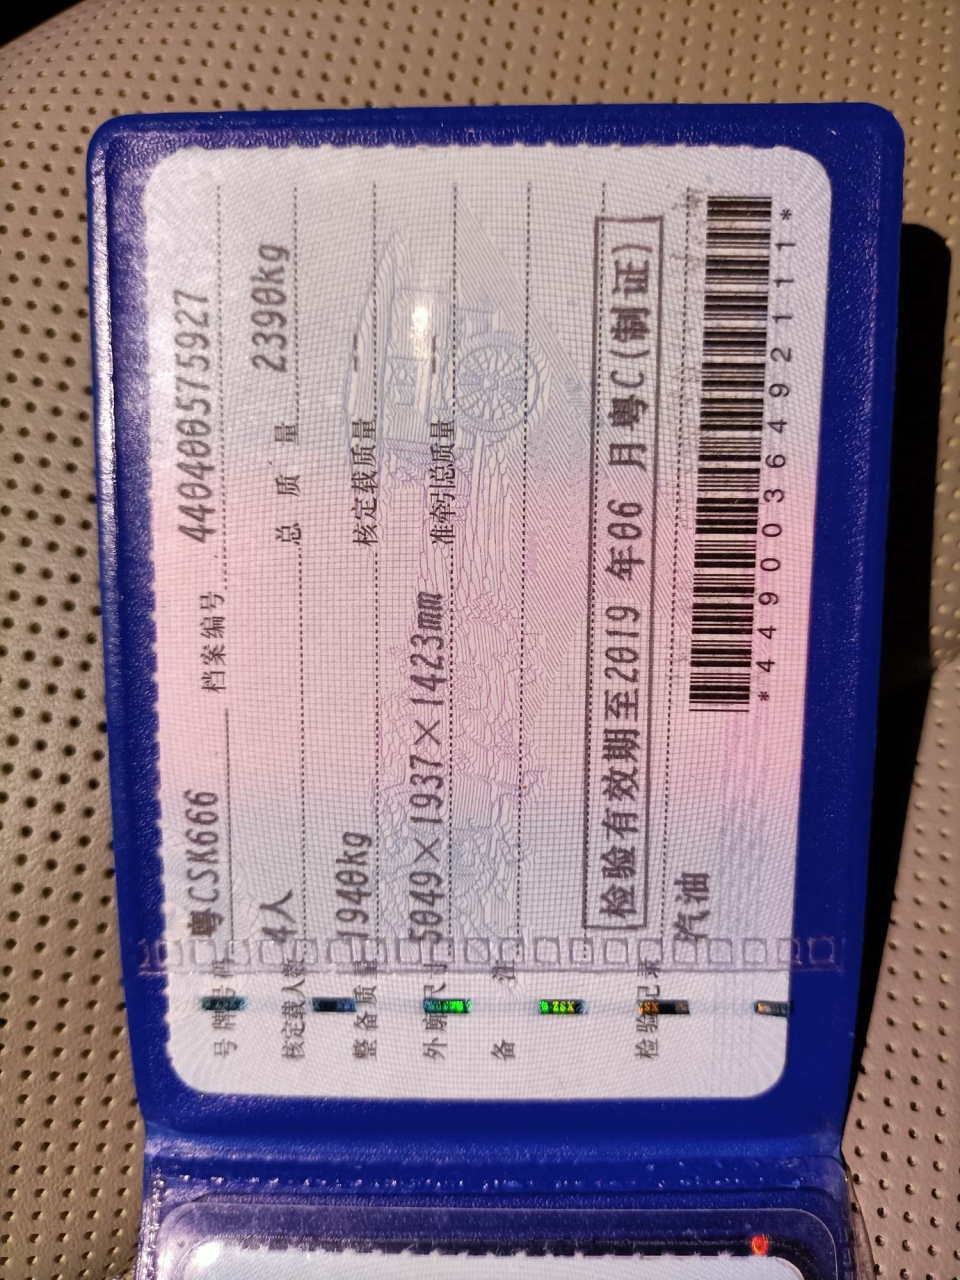 号牌号码 粤CSK666 档案编号 440400575927
核定载人数 4人 总质量 2390kg
整备质量 1940kg 核定载质量 --
外廓尺寸 5049×1937×1423mm 准牵引总质量 --
备注
检验记录 检验有效期至2019 年06 月粤C(制证)
汽油
*4490036492111*